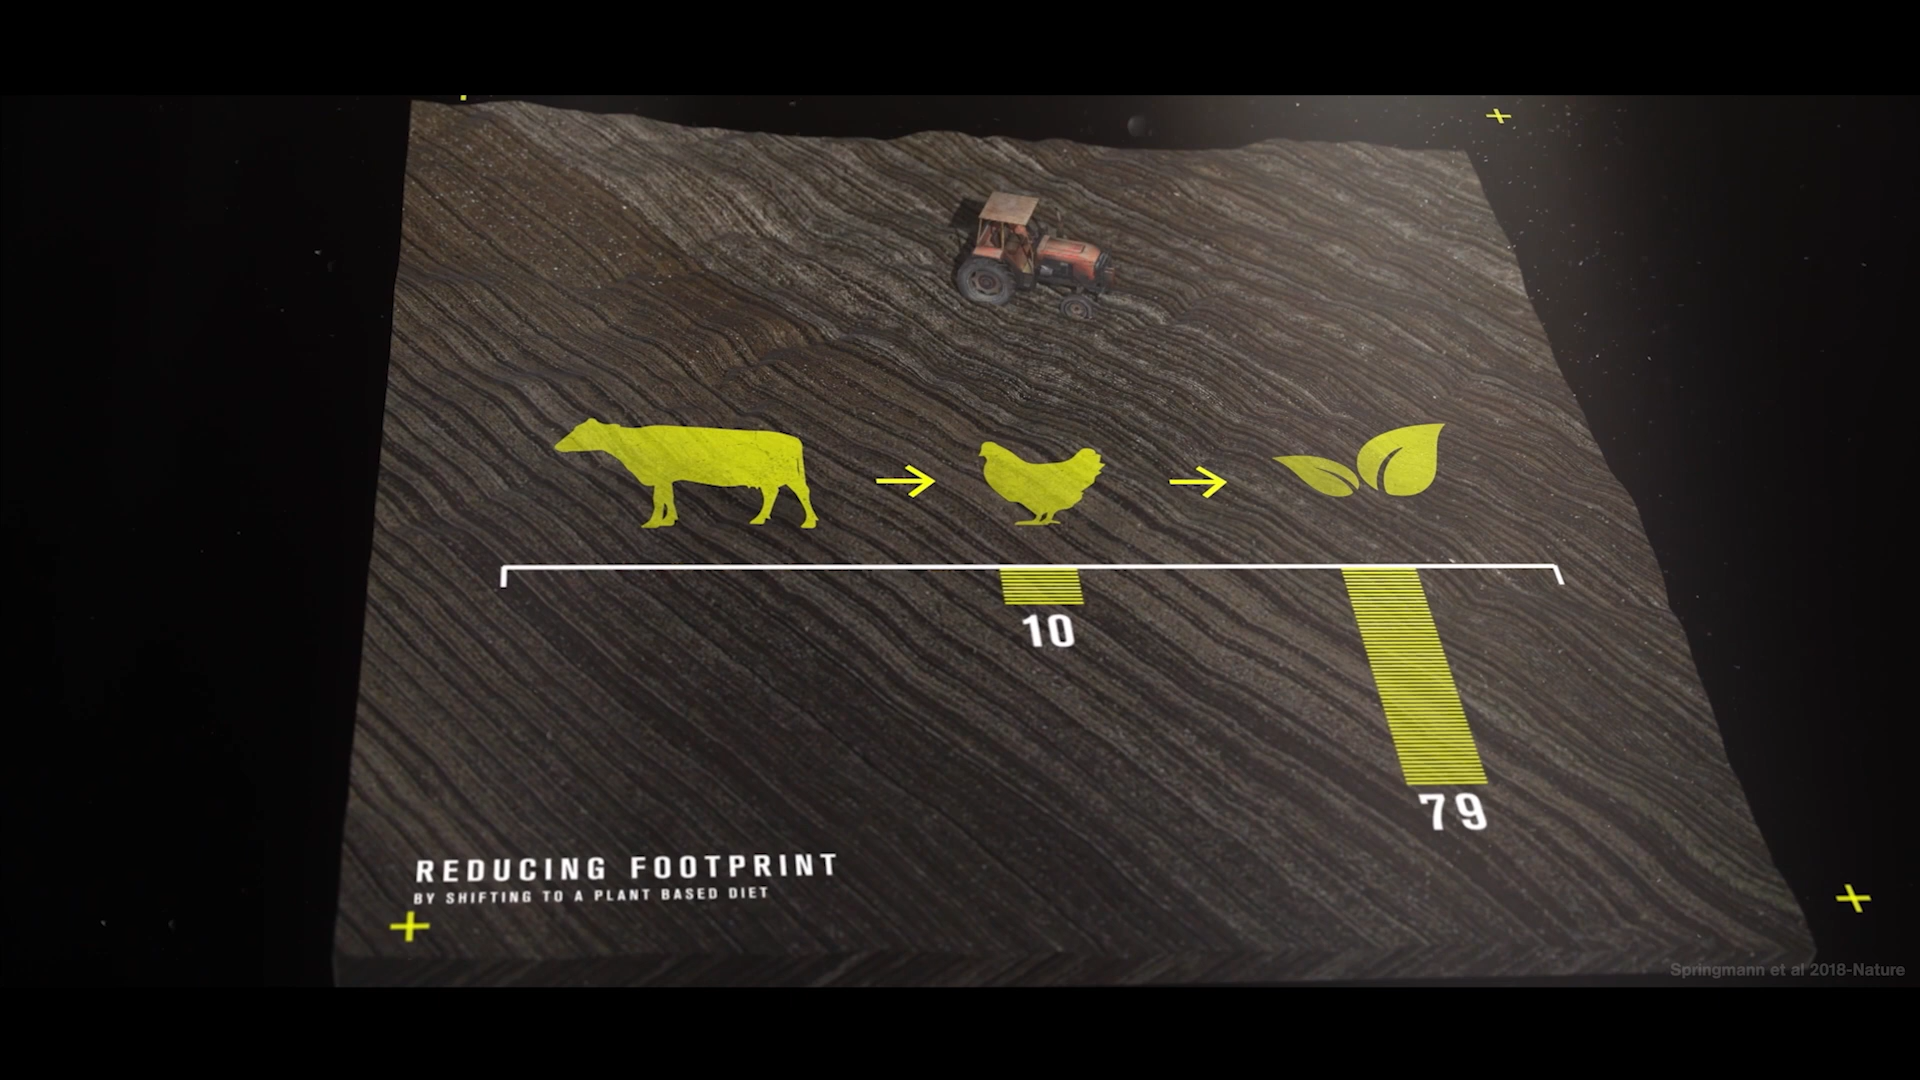 10
79
REDUCING FOOTPRINT
BY SHIFTING TO A PLANT BASED DIET
Springmann et al 2018-Nature